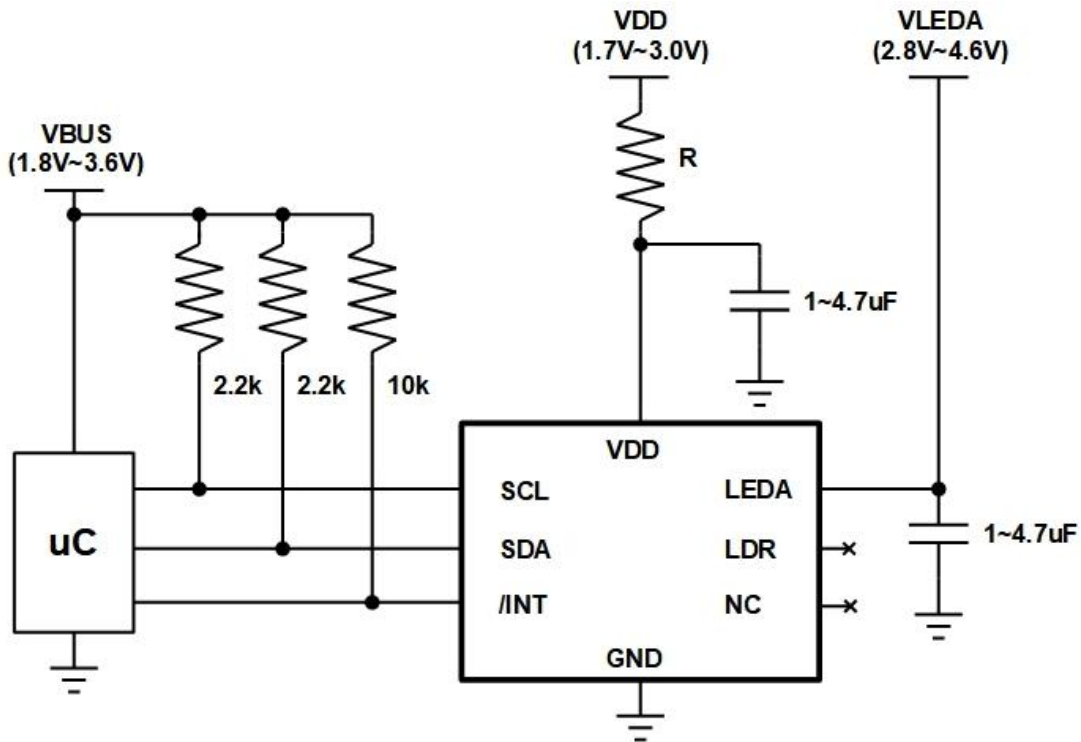 VDD
(1.7V~3.0V)
VLEDA
(2.8V~4.6V)
VBUS
(1.8V~3.6V)
R
1~4.7uF
2.2k
2.2k
10k
VDD
SCL
LEDA
uC
SDA
LDR
1~4.7uF
/INT
NC
GND